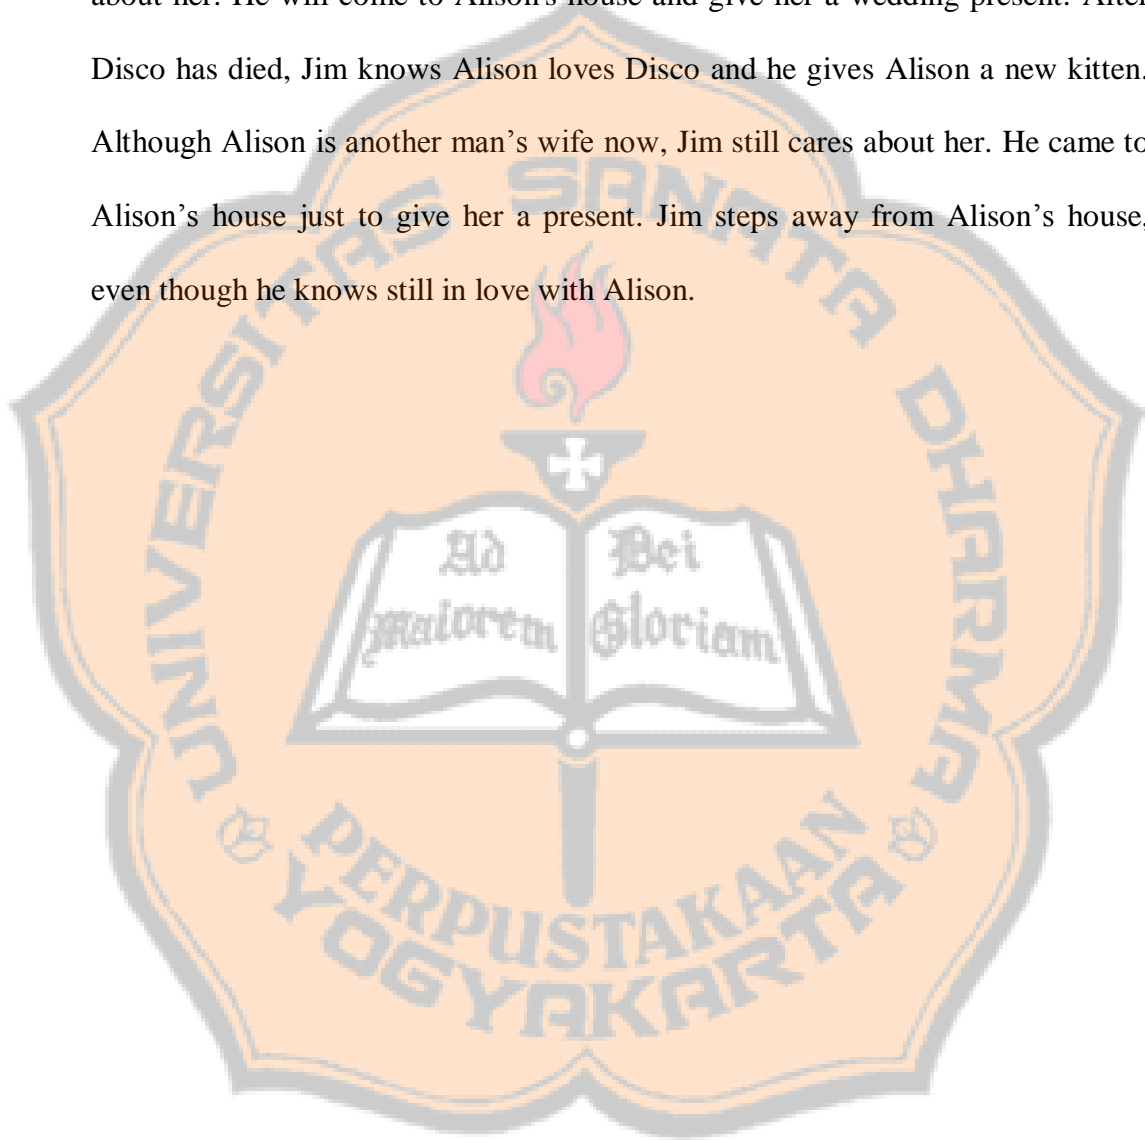 about her. He will come to Alison's house and give her a wedding present. After
Disco has died, Jim knows Alison loves Disco and he gives Alison a new kitten.
Although Alison is another man’s wife now, Jim still cares about her. He came to
Alison’s house just to give her a present. Jim steps away from Alison’s house,
even though he knows still in love with Alison.
UNIVERSITAS SANATA DHARMA
Ad Dei
Maiorem Gloriam
PERPUSTAKAAN
YOGYAKARTA